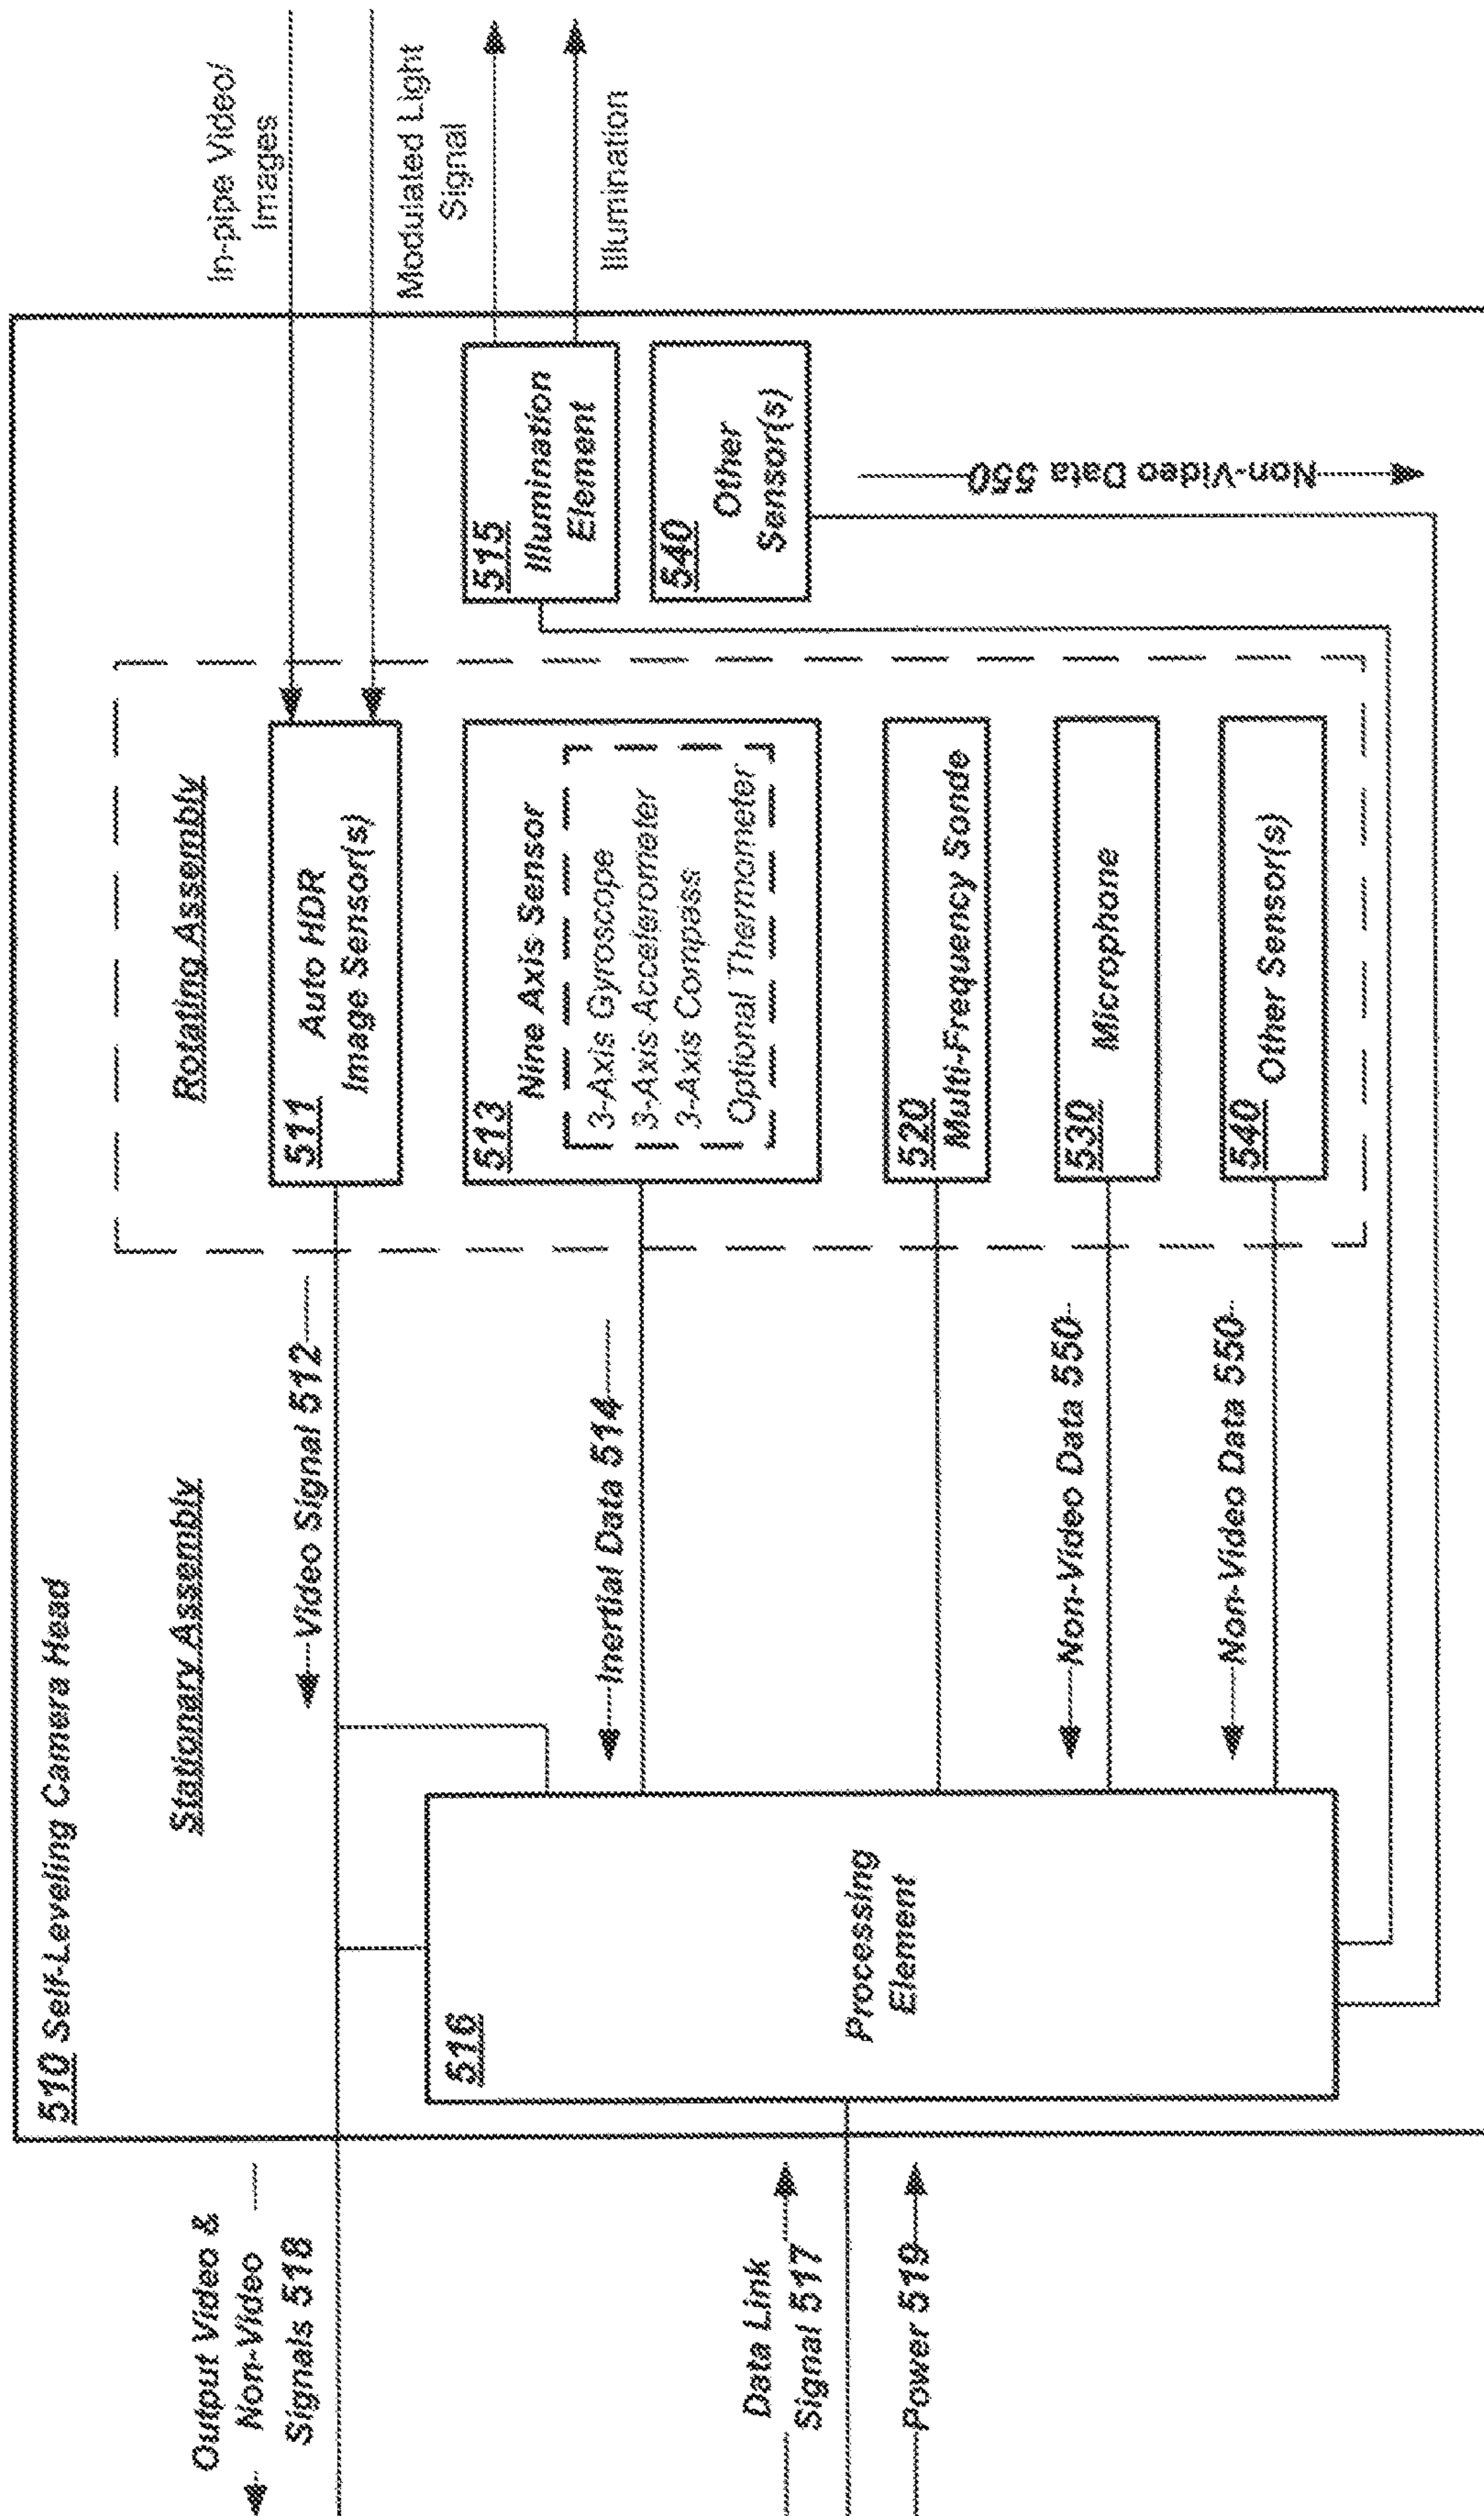 510 Self-Leveling Camera Head
Stationary Assembly
Rotating Assembly
Output Video &
Non-Video
Signals 518
Data Link
Signal 517
Power 519
516
Processing
Element
Video Signal 512
Inertial Data 514
Non-Video Data 550
Non-Video Data 550
511
Auto HDR
Image Sensor(s)
513
Nine Axis Sensor
3-Axis Gyroscope
3-Axis Accelerometer
3-Axis Compass
Optional Thermometer
520
Multi-Frequency Sonde
530
Microphone
540
Other Sensor(s)
515
Illumination
Element
540
Other
Sensor(s)
Non-Video Data 550
In-pipe Video/
Images
Modulated Light
Signal
Illumination